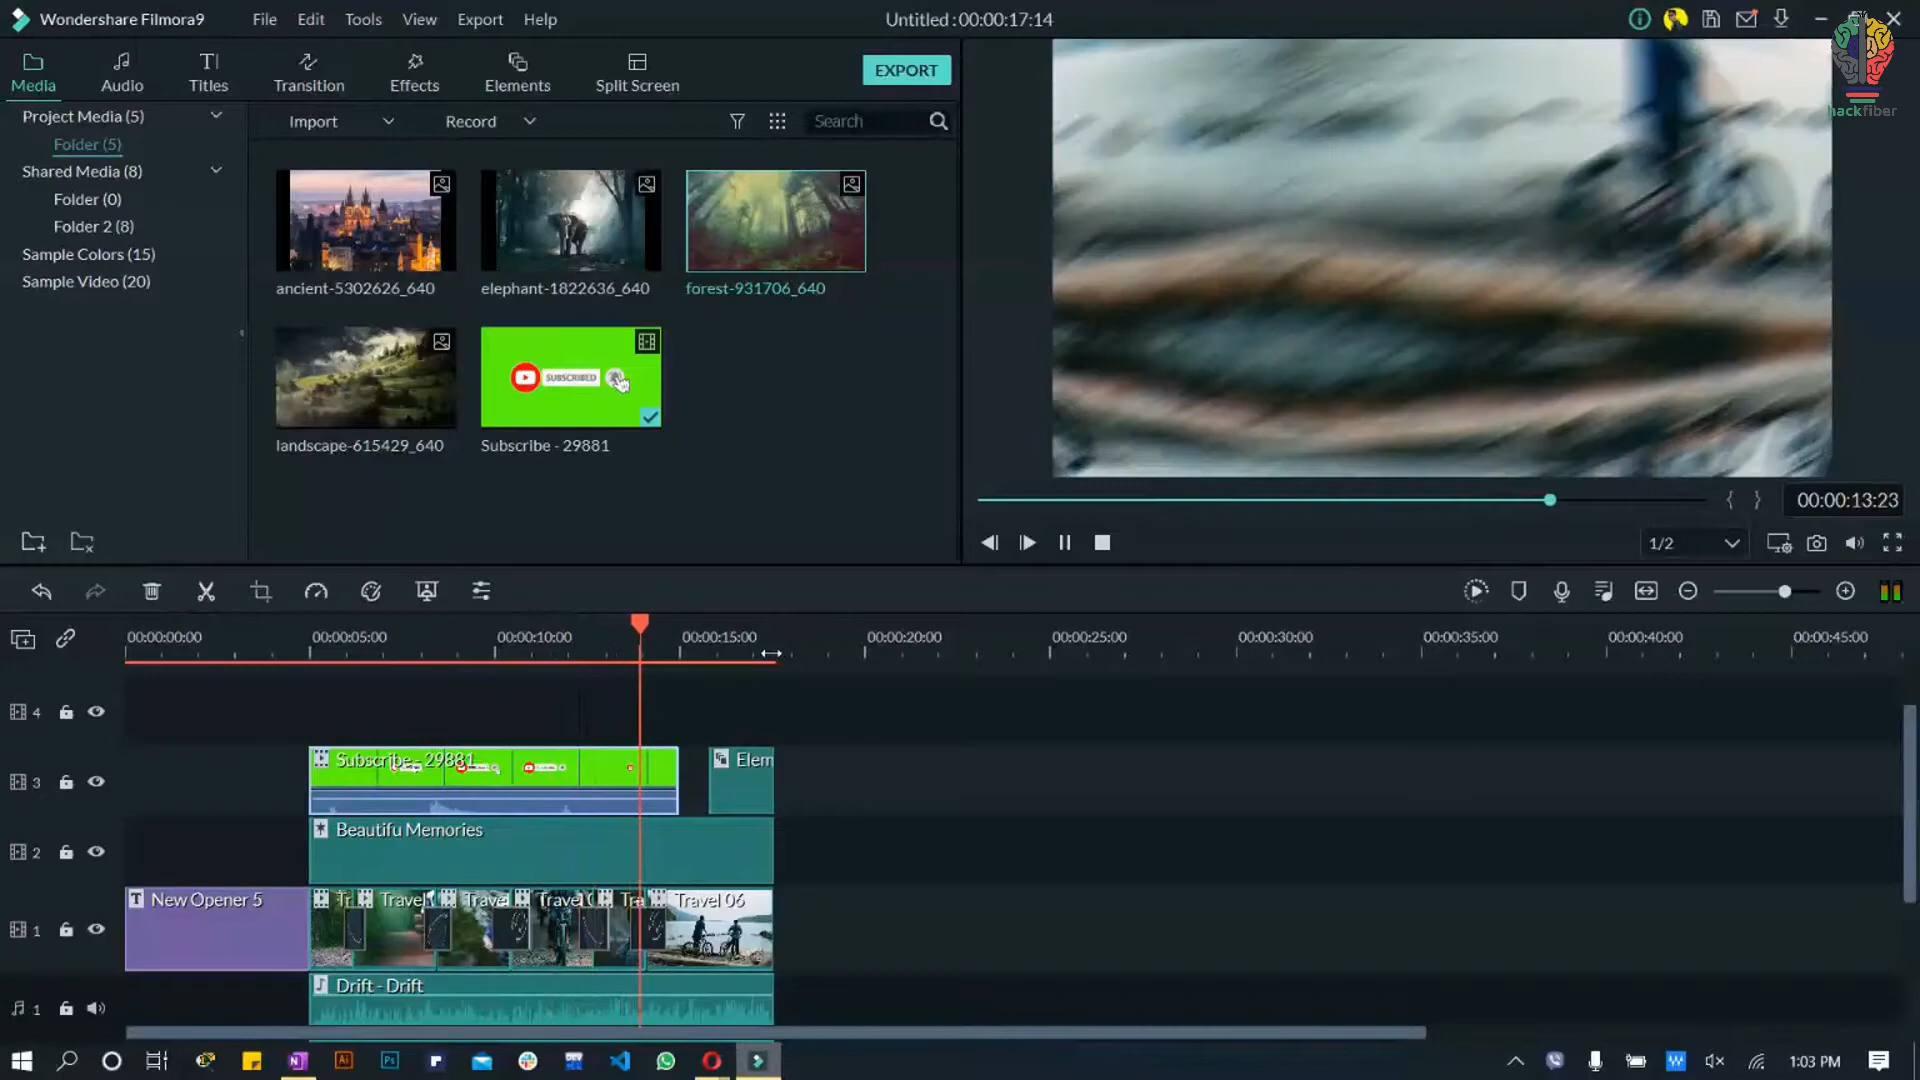 Wondershare Filmora9
File Edit Tools View Export Help
Untitled : 00:00:17:14
Media Audio Titles Transition Effects Elements Split Screen
EXPORT
hackfiber
Project Media (5)
Folder (5)
Shared Media (8)
Folder (0)
Folder 2 (8)
Sample Colors (15)
Sample Video (20)
Import Record Search
ancient-5302626_640
elephant-1822636_640
forest-931706_640
SUBSCRIBED
landscape-615429_640
Subscribe - 29881
{ } 00:00:13:23
1/2
00:00:00:00 00:00:05:00 00:00:10:00 00:00:15:00 00:00:20:00 00:00:25:00 00:00:30:00 00:00:35:00 00:00:40:00 00:00:45:00
4
3 Subscribe - 29881 Elem
2 Beautifu Memories
1 New Opener 5 Tr Travel Trave Travel Tra Travel 06
1 Drift - Drift
Ai Ps
1:03 PM